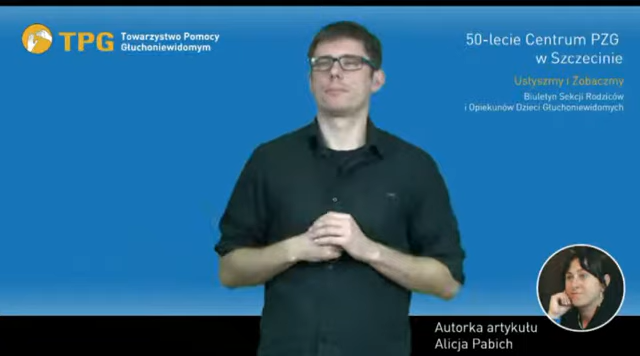 TPG
Towarzystwo Pomocy
Głuchoniewidomym
50-lecie Centrum PZG
w Szczecinie
Usłyszmy i Zobaczmy
Biuletyn Sekcji Rodziców
i Opiekunów Dzieci Głuchoniewidomych
Autorka artykułu
Alicja Pabich